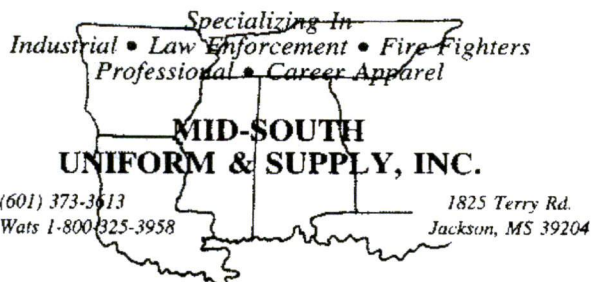 Specializing In
Industrial • Law Enforcement • Fire Fighters
Professional • Career Apparel
MID-SOUTH
UNIFORM & SUPPLY, INC.
(601) 373-3613
Wats 1-800-325-3958
1825 Terry Rd.
Jackson, MS 39204